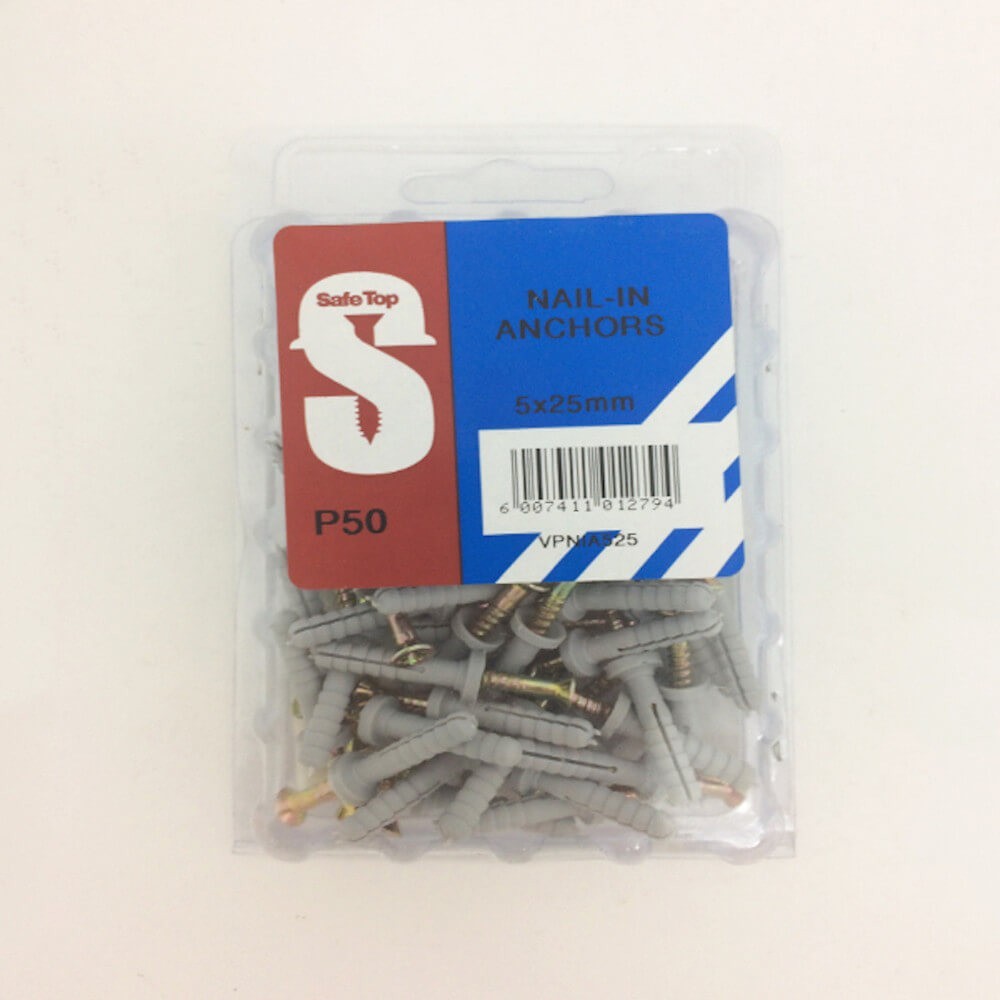 Safe Top
P50
NAIL-IN
ANCHORS
5x25mm
6 007411 012794
VPNIA525